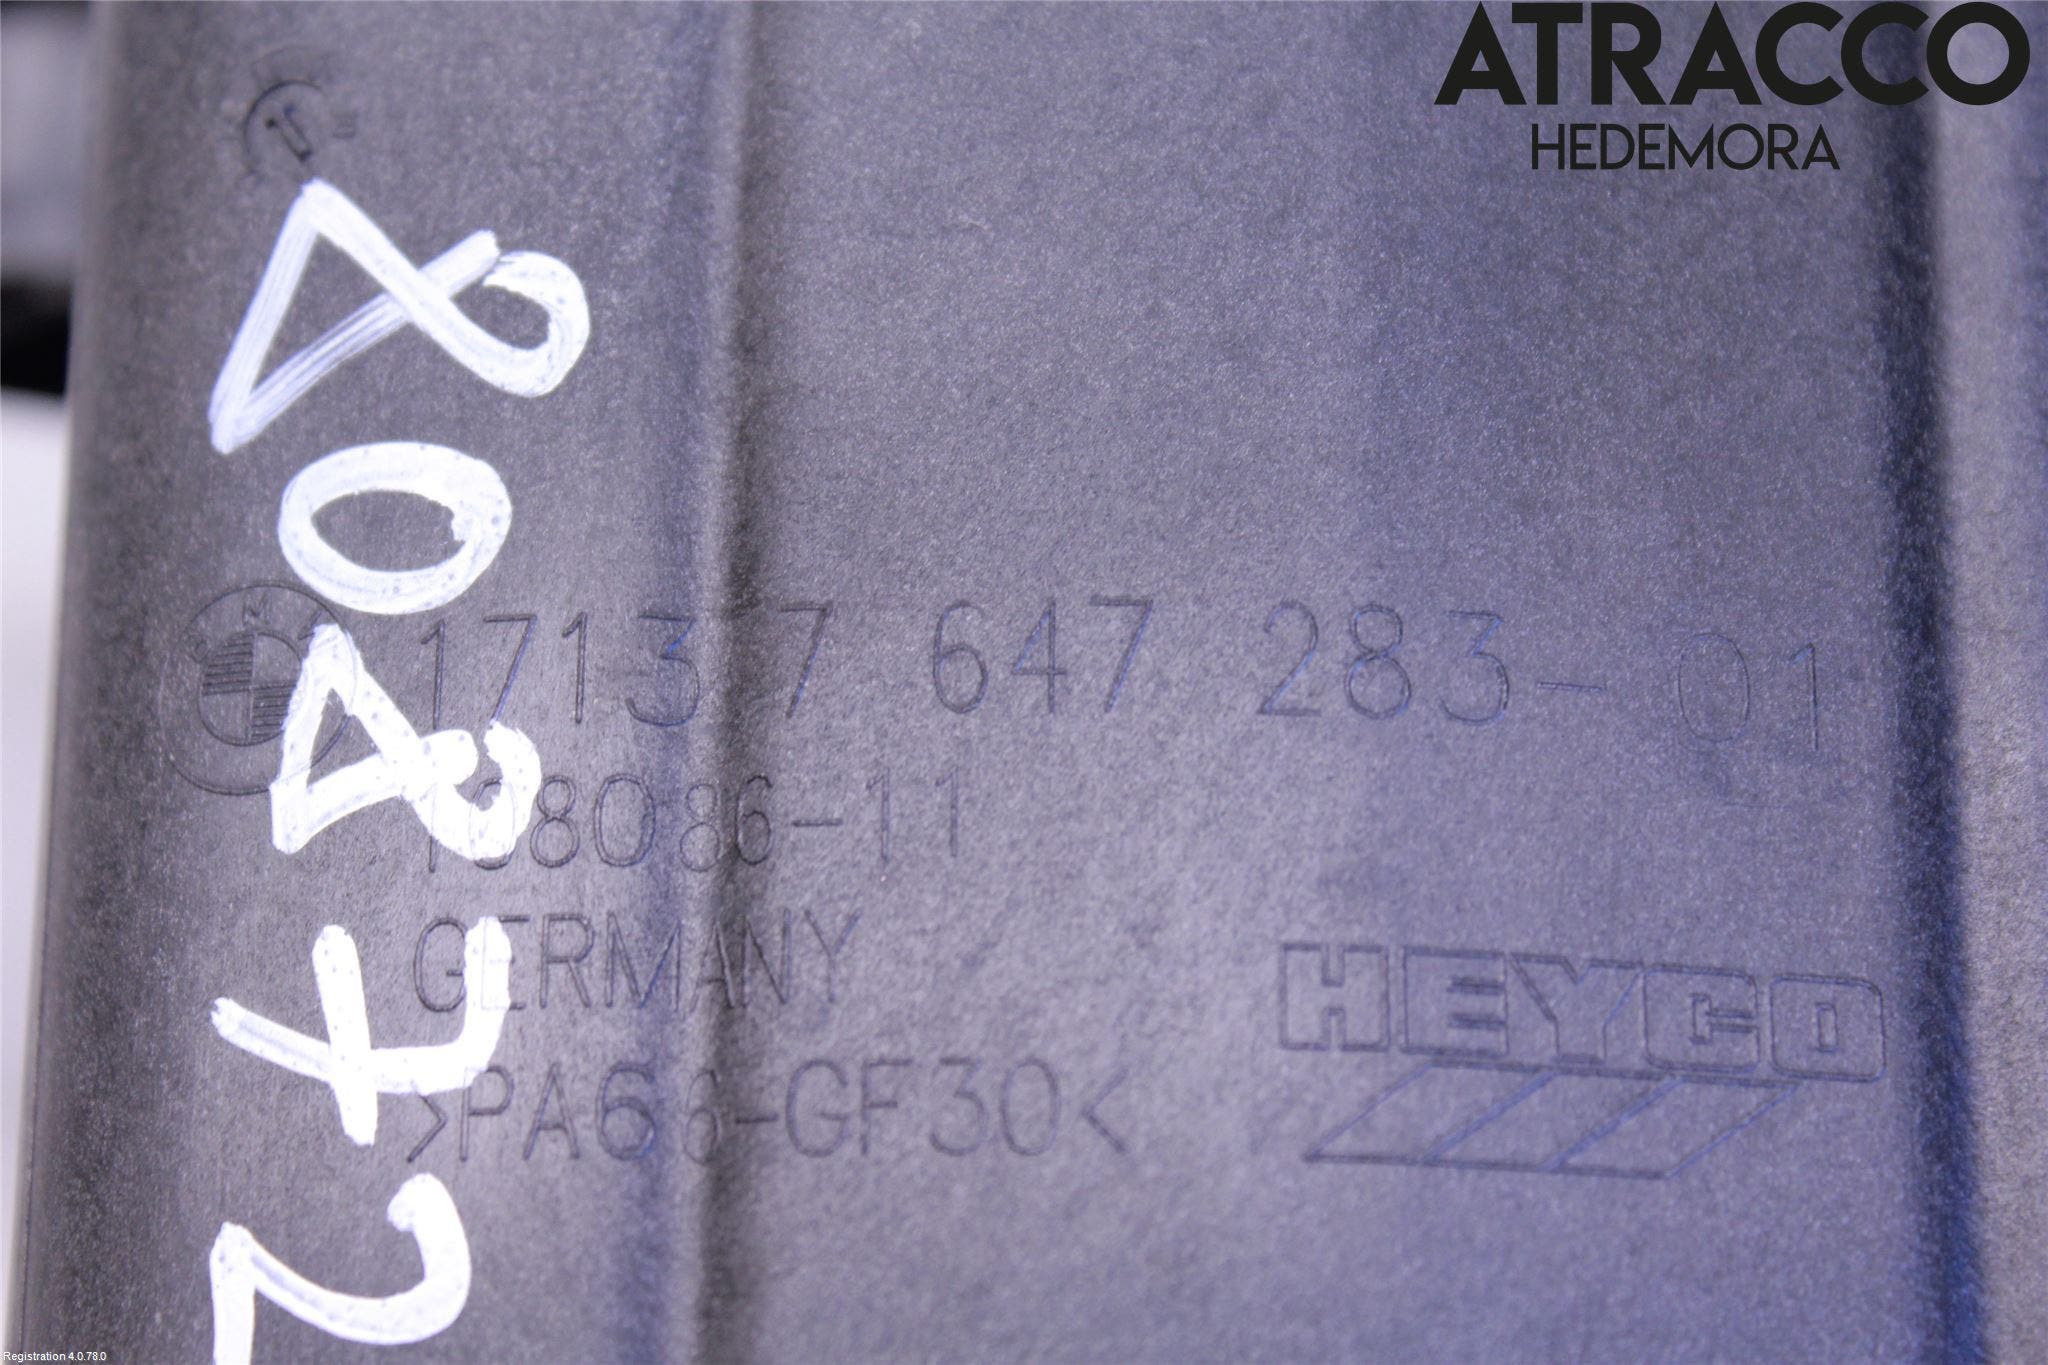 ATRACCO
HEDEMORA
1713 7 647 283-01
108086-11
GERMANY
>PA66-GF30<
HEYCO
Registration 4.0.78.0